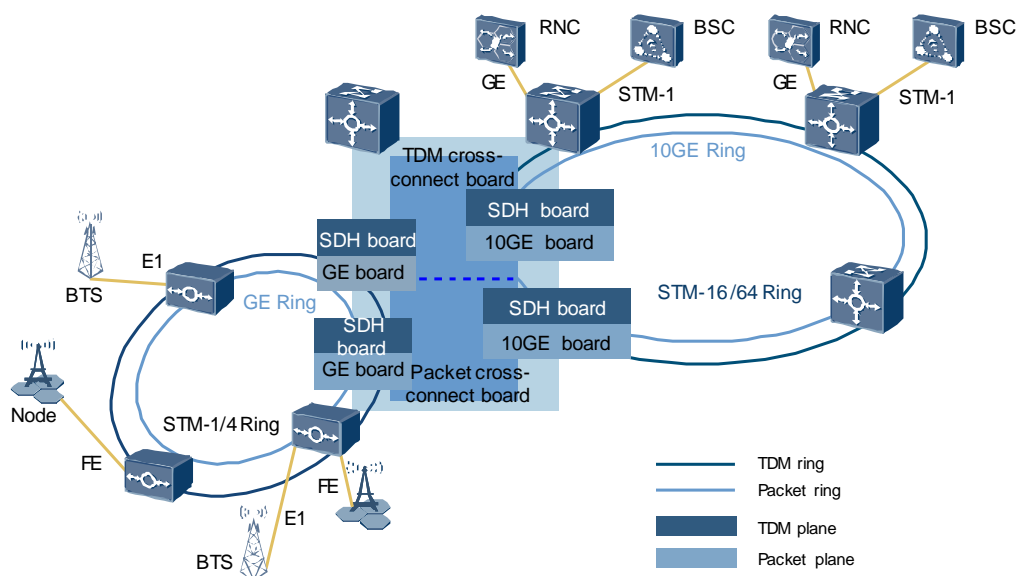 RNC
BSC
RNC
BSC
GE
STM-1
GE
STM-1
TDM cross-
connect board
10GE Ring
SDH board
10GE board
SDH board
GE board
E1
BTS
GE Ring
STM-16/64 Ring
SDH board
10GE board
SDH
board
GE board
Packet cross-
connect board
Node
STM-1/4 Ring
FE
FE
E1
BTS
TDM ring
Packet ring
TDM plane
Packet plane